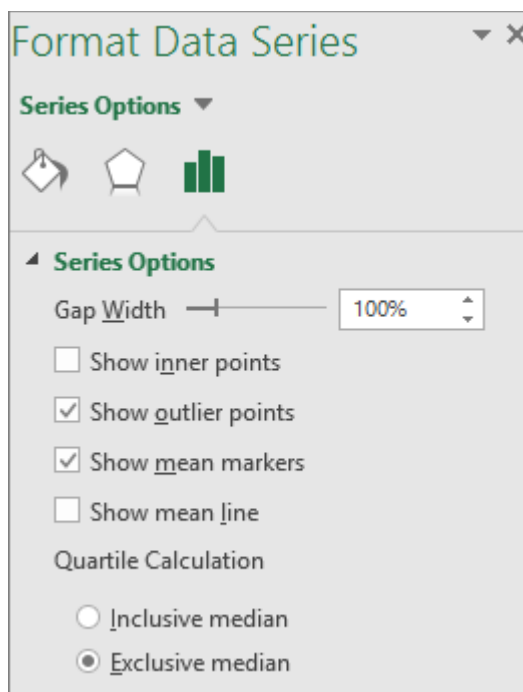 Format Data Series
Series Options
Series Options
Gap Width 100%
Show inner points
Show outlier points
Show mean markers
Show mean line
Quartile Calculation
Inclusive median
Exclusive median